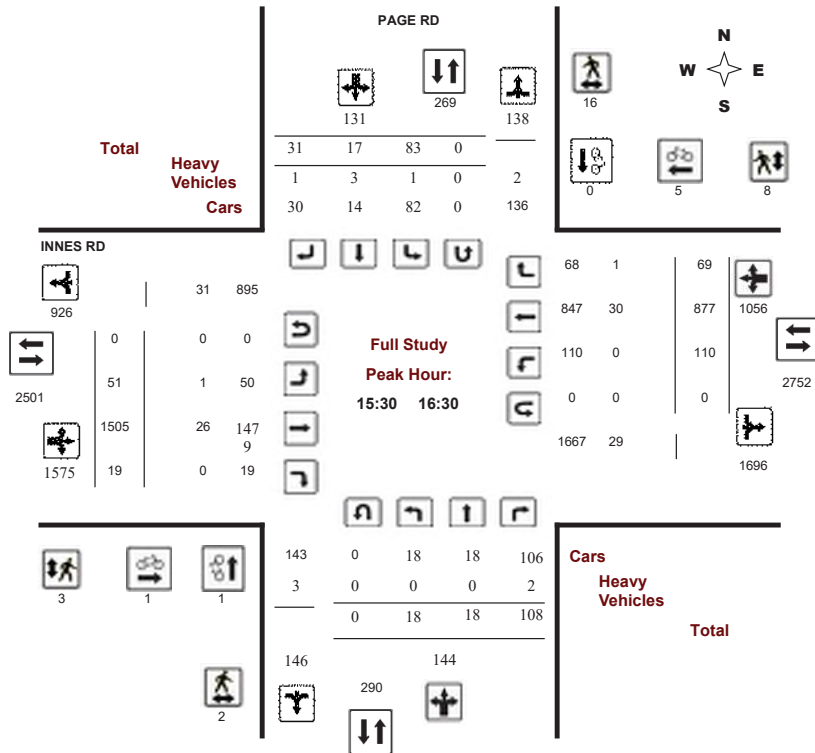 PAGE RD
N
W E
S
269
16
131 138
Total 31 17 83 0
Heavy
Vehicles
1 3 1 0 2
Cars 30 14 82 0 136
0 5 8
INNES RD
926
31 895
68 1 69
1056
0 0 0
847 30 877
Full Study
Peak Hour:
15:30 16:30
2501
51 1 50
110 0 110
2752
0 0 0
1505 26 147
9
1575
19 0 19
1667 29
1696
143 0 18 18 106 Cars
3 0 0 0 2 Heavy
Vehicles
0 18 18 108
Total
3 1 1
146 144
290
2